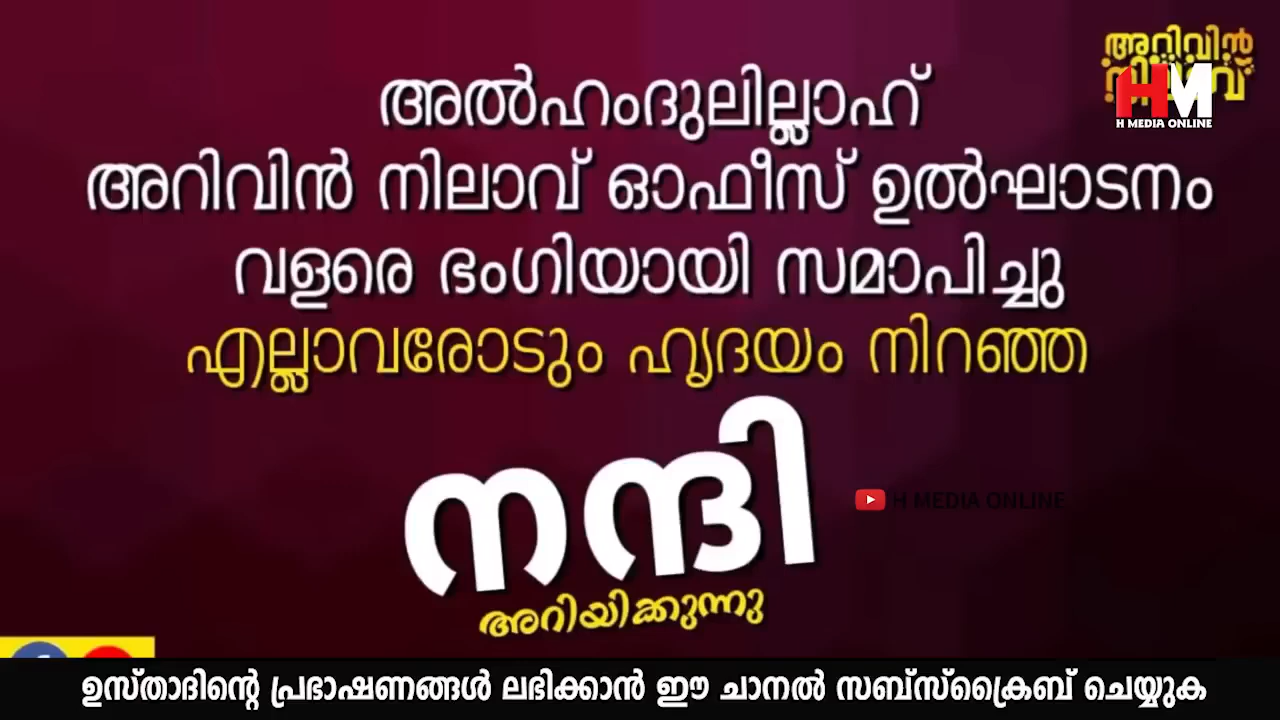 അറിവിൻ
H MEDIA ONLINE
അൽഹംദുലില്ലാഹ്
അറിവിൻ നിലാവ് ഓഫീസ് ഉൽഘാടനം
വളരെ ഭംഗിയായി സമാപിച്ചു
എല്ലാവരോടും ഹൃദയം നിറഞ്ഞ
നന്ദി
H MEDIA ONLINE
അറിയിക്കുന്നു
ഉസ്താദിന്റെ പ്രഭാഷണങ്ങൾ ലഭിക്കാൻ ഈ ചാനൽ സബ്സ്ക്രൈബ് ചെയ്യുക